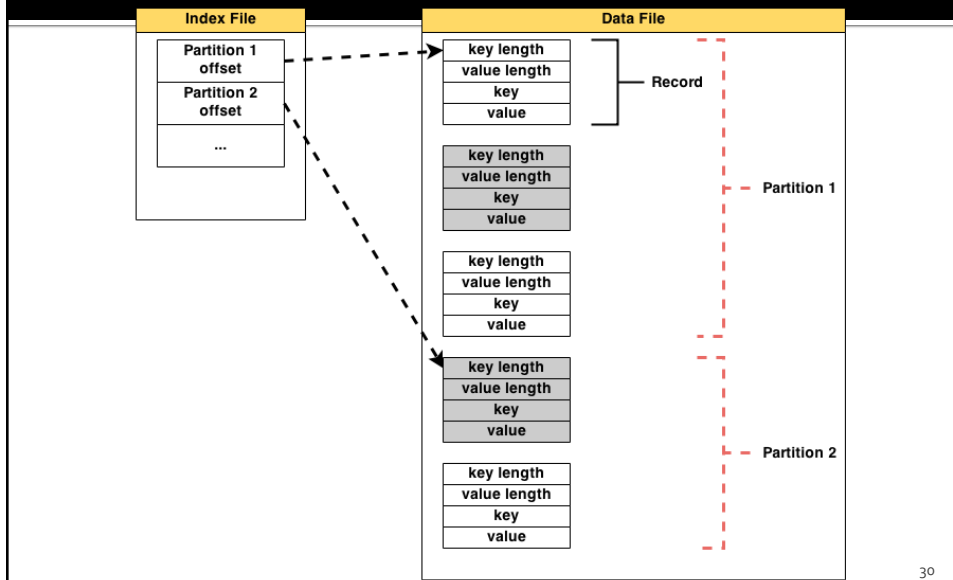 Index File
Partition 1
offset
Partition 2
offset
...
Data File
key length
value length
key
value
Record
key length
value length
key
value
Partition 1
key length
value length
key
value
key length
value length
key
value
Partition 2
key length
value length
key
value
30